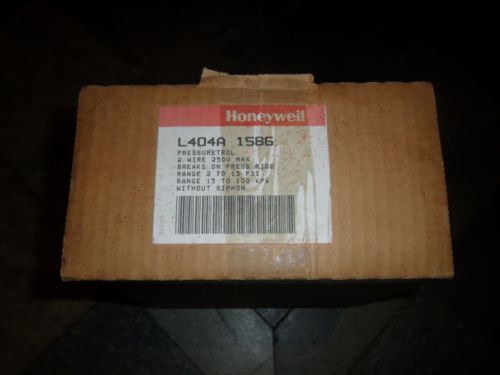 Honeywell
L404A 1586
PRESSURETROL
2-WIRE 250V MAX
BREAKS ON PRESS RISE
RANGE 2 TO 15 PSI
RANGE 15 TO 100 KPA
WITHOUT SIPHON